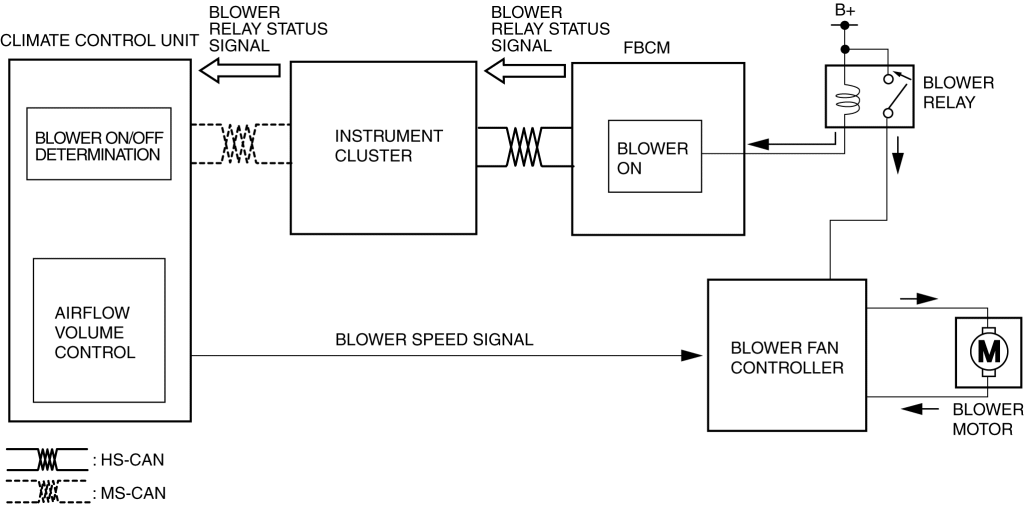 BLOWER
RELAY STATUS
SIGNAL
BLOWER
RELAY STATUS
SIGNAL
B+
CLIMATE CONTROL UNIT
FBCM
BLOWER
RELAY
BLOWER ON/OFF
DETERMINATION
INSTRUMENT
CLUSTER
BLOWER
ON
AIRFLOW
VOLUME
CONTROL
BLOWER SPEED SIGNAL
BLOWER FAN
CONTROLLER
M
BLOWER
MOTOR
: HS-CAN
: MS-CAN